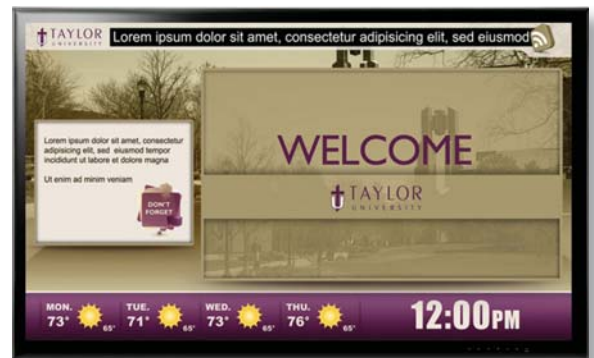 TAYLOR
UNIVERSITY
Lorem ipsum dolor sit amet, consectetur adipisicing elit, sed eiusmod
Lorem ipsum dolor sit amet, consectetur
adipisicing elit, sed eiusmod tempor
incididunt ut labore et dolore magna
Ut enim ad minim veniam
DON'T
FORGET
WELCOME
TAYLOR
UNIVERSITY
MON.
73° 65°
TUE.
71° 65°
WED.
73° 65°
THU.
76° 65°
12:00PM